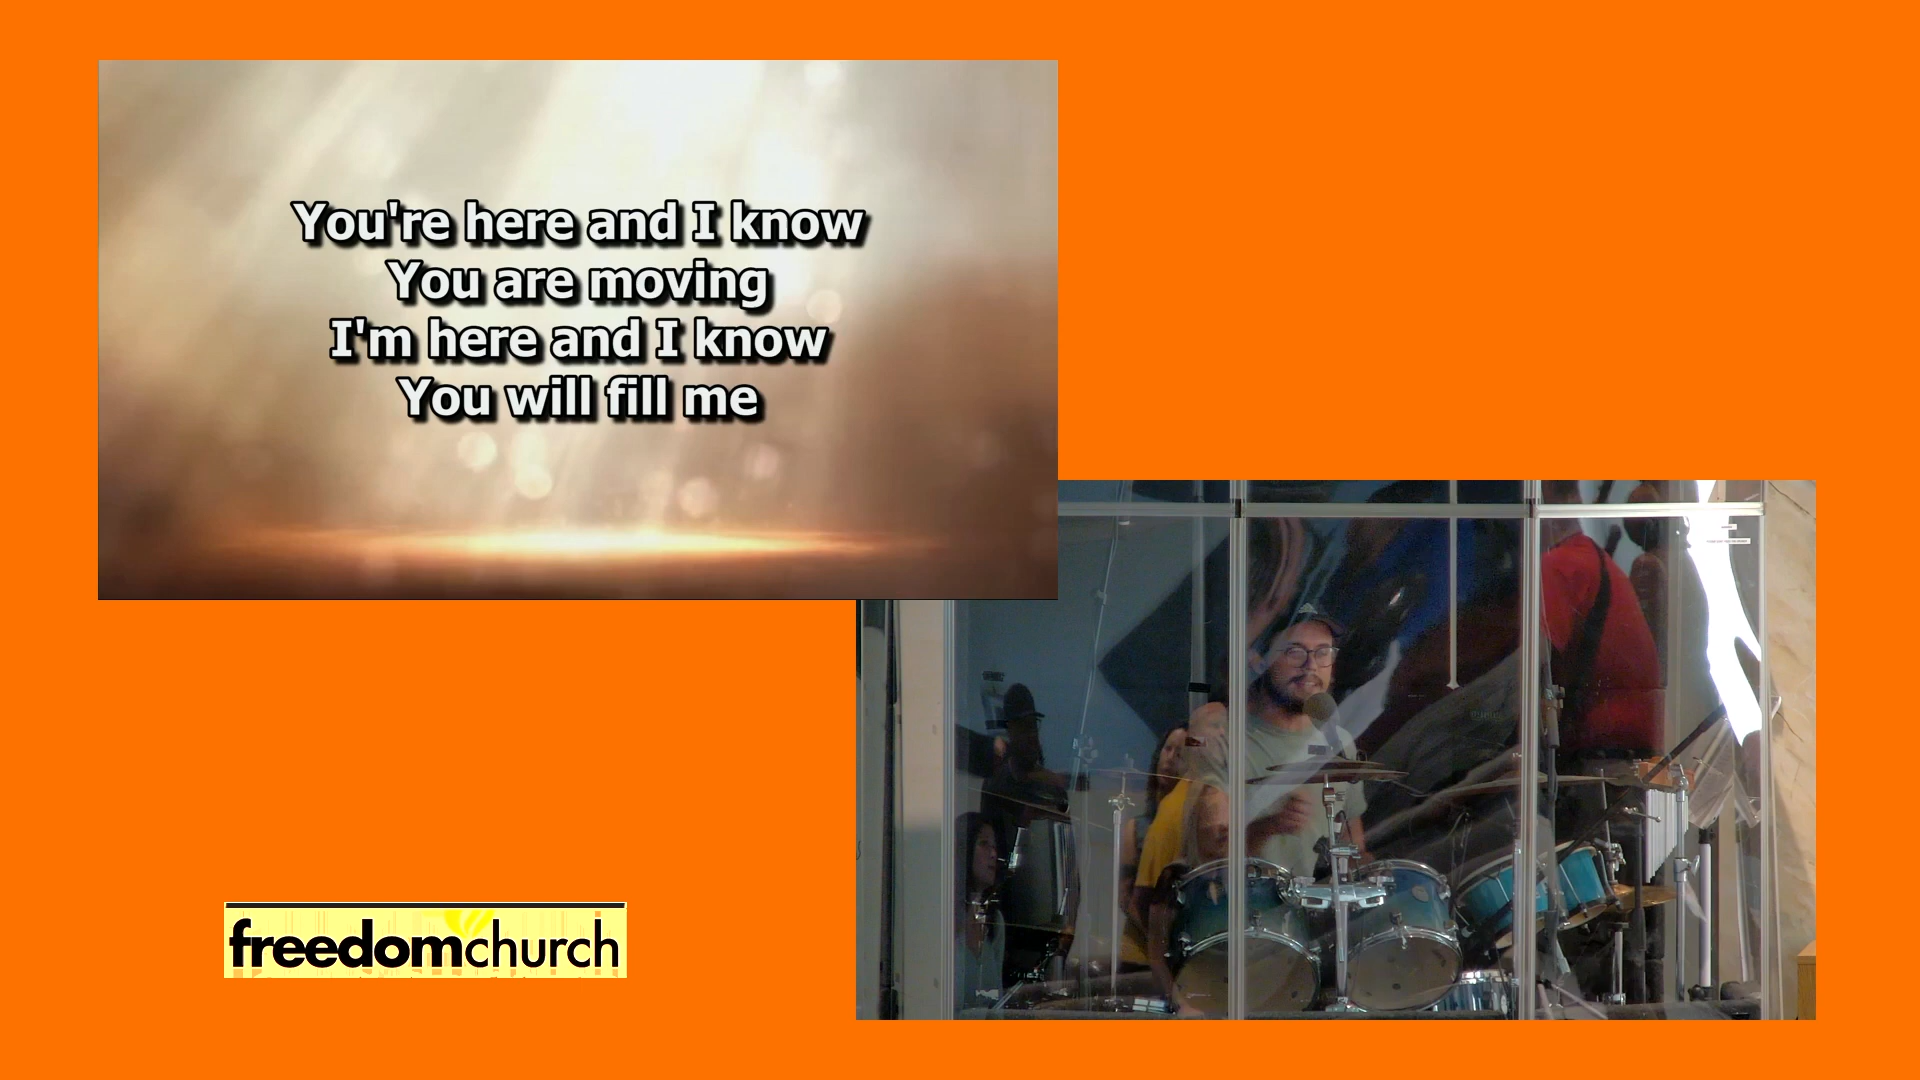 You're here and I know
You are moving
I'm here and I know
You will fill me
freedomchurch